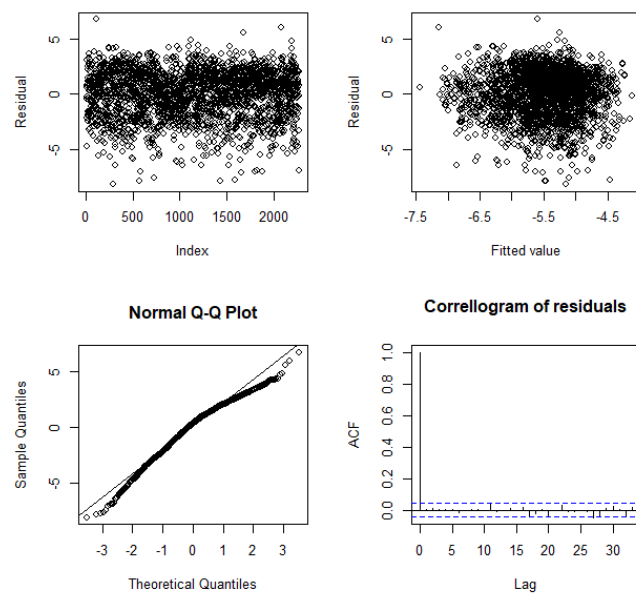 Residual
5
0
-5
0 500 1000 1500 2000
Index
Residual
5
0
-5
-7.5 -6.5 -5.5 -4.5
Fitted value
Normal Q-Q Plot
Sample Quantiles
5
0
-5
-3 -2 -1 0 1 2 3
Theoretical Quantiles
Correllogram of residuals
ACF
1.0
0.8
0.6
0.4
0.2
0.0
0 5 10 15 20 25 30
Lag